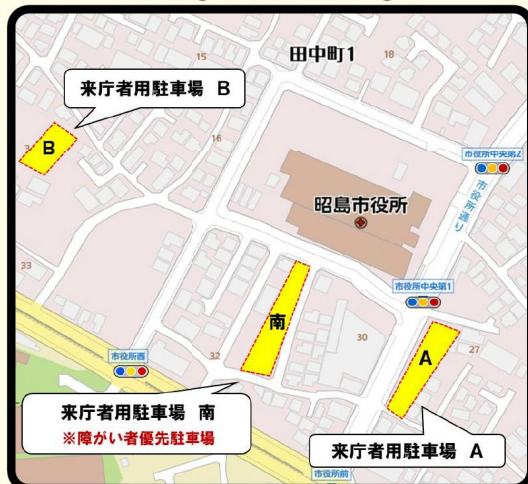 田中町1
15
18
来庁者用駐車場 B
B
16
市役所中央第2
市役所通り
昭島市役所
33
市役所中央第1
南
30
27
A
32
市役所西
来庁者用駐車場 南
※障がい者優先駐車場
来庁者用駐車場 A
市役所前